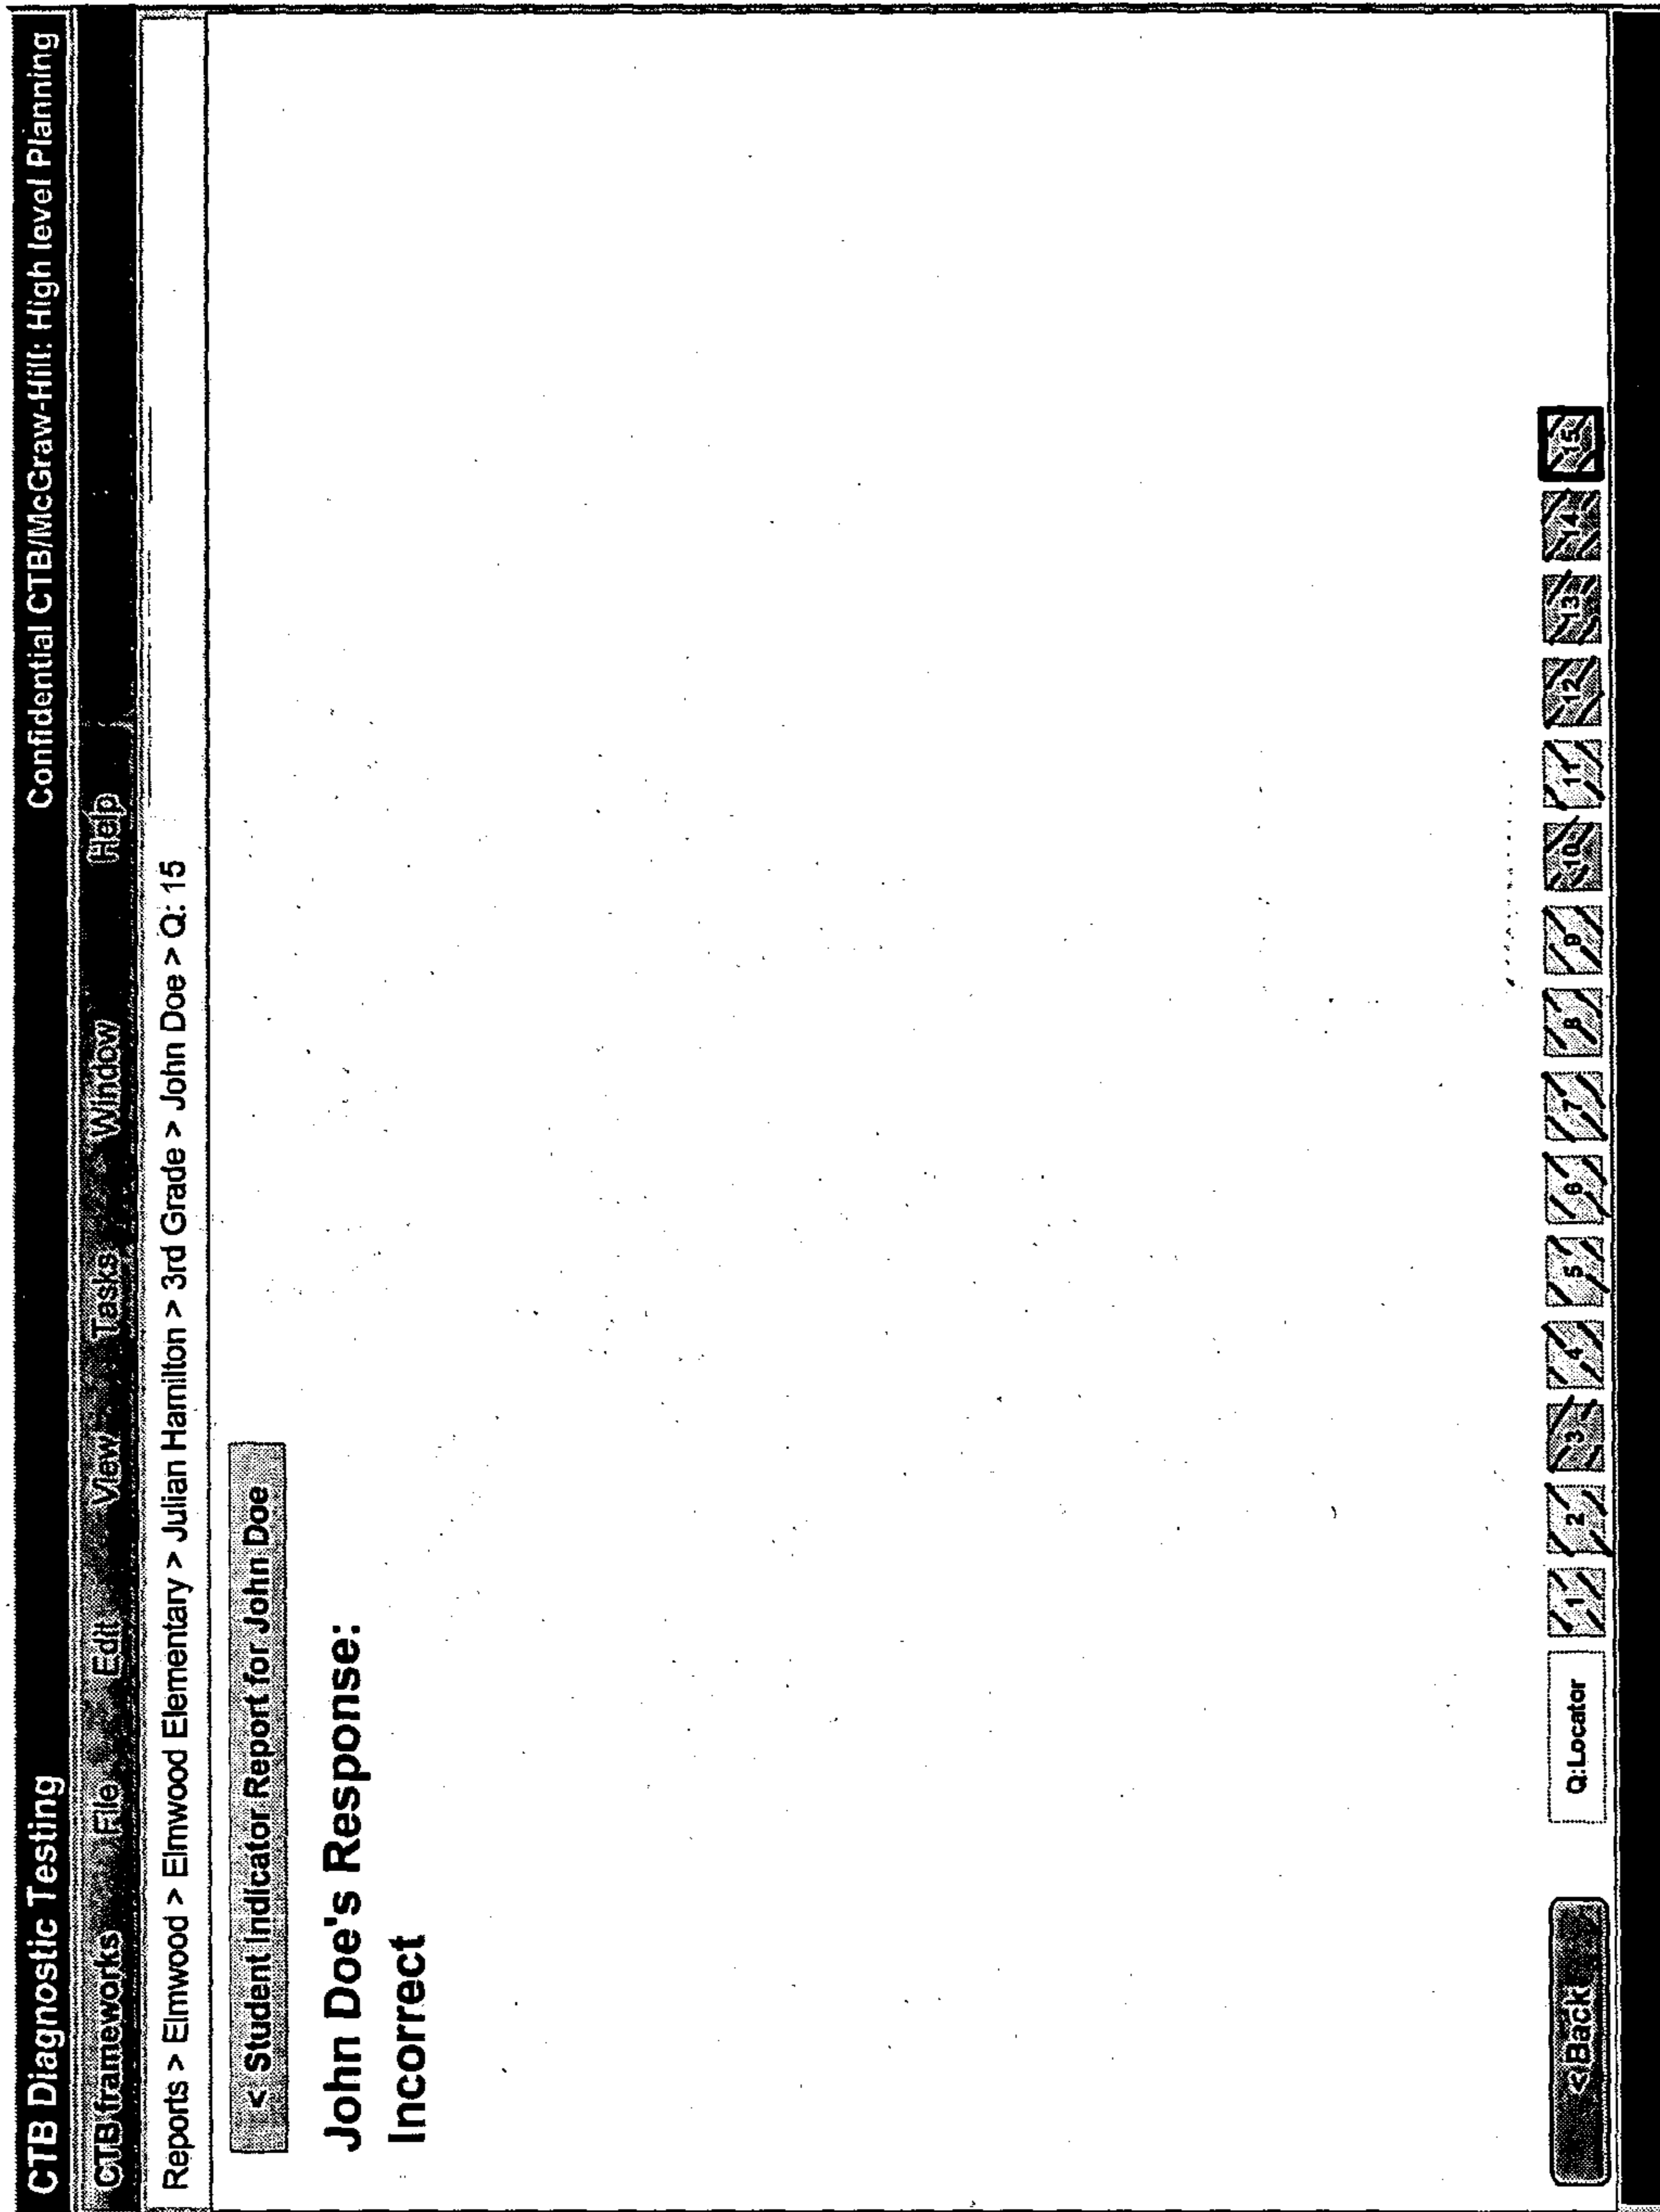 CTB Diagnostic Testing Confidential CTB/McGraw-Hill: High level Planning
CTB frameworks File Edit View Tasks Window Help
Reports > Elmwood > Elmwood Elementary > Julian Hamilton > 3rd Grade > John Doe > Q: 15
< Student Indicator Report for John Doe
John Doe's Response:
Incorrect
< Back Q:Locator 1 2 3 4 5 6 7 8 9 10 11 12 13 14 15